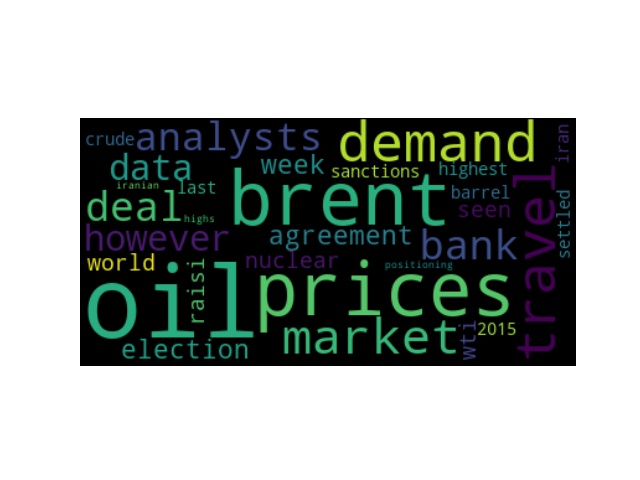 crude analysts demand iran
data week sanctions highest
iranian last brent barrel travel
deal highs seen settled
however agreement bank
world nuclear positioning
oil raisi prices
market wti 2015
election